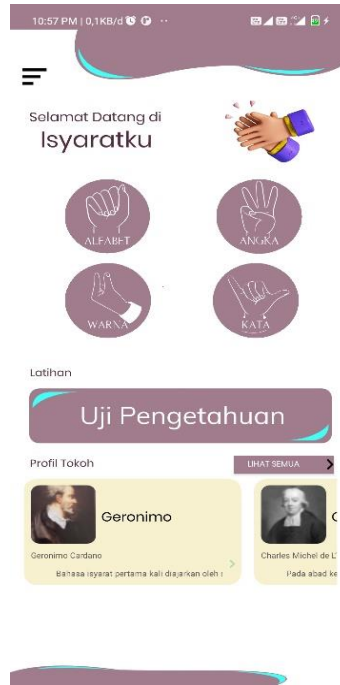 10:57 PM | 0,1KB/d
Selamat Datang di
Isyaratku
ALFABET
ANGKA
WARNA
KATA
Latihan
Uji Pengetahuan
Profil Tokoh
LIHAT SEMUA
Geronimo
Geronimo Cardano
Bahasa isyarat pertama kali diajarkan oleh
Charles Michel de L'
Pada abad ke